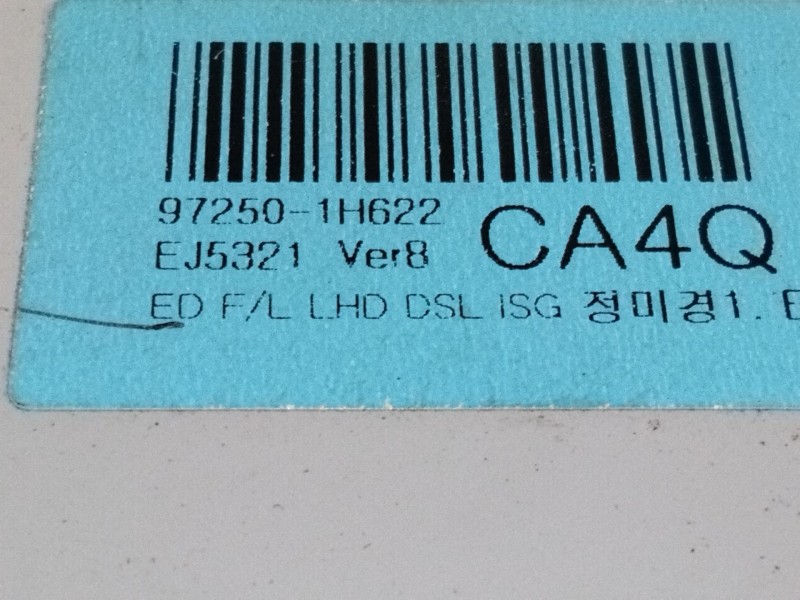 97250-1H622
CA4Q
EJ5321 Ver8
ED F/L LHD DSL ISG 정미경1.